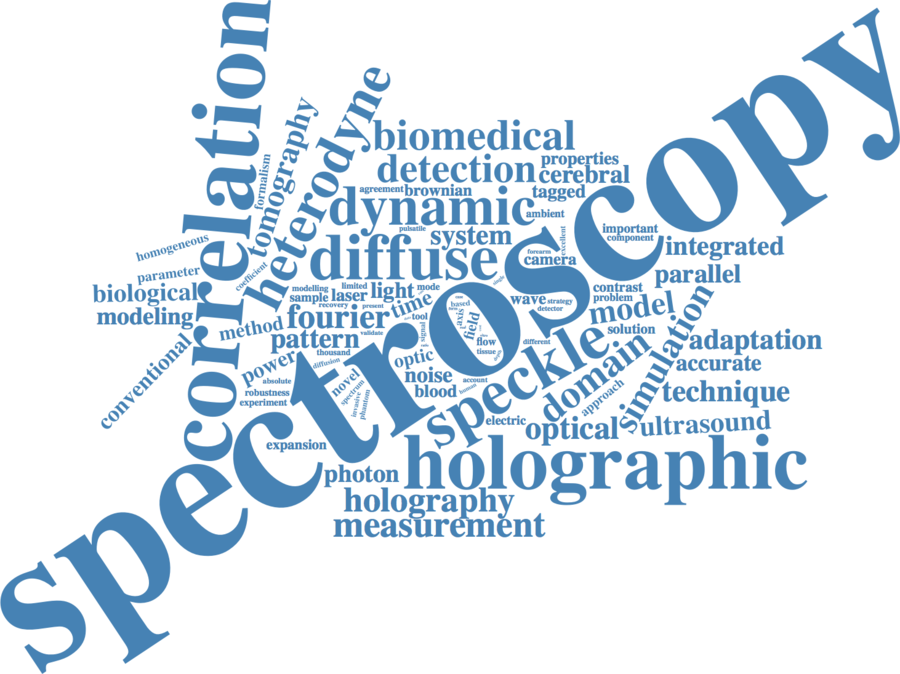 spectroscopy
correlation
heterodyne
tomography
formalism
homogeneous
parameter
coefficient
biological
modeling
conventional
biomedical
detection
properties
cerebral
agreement
brownian
tagged
dynamic
ambient
pulsatile
system
diffuse
excellent
forearm
camera
important
component
integrated
parallel
single
modelling
limited
light
mode
sample
laser
time
recovery
present
fourier
tool
method
pattern
validate
signal
based
axis
field
wave
strategy
detector
contrast
problem
model
solution
flow
tissue
different
power
thousand
diffusion
optic
absolute
novel
noise
account
robustness
experiment
spectrum
invasive
phantom
blood
human
speckle
domain
simulation
adaptation
accurate
approach
technique
electric
optical
ultrasound
expansion
photon
holographic
holography
measurement